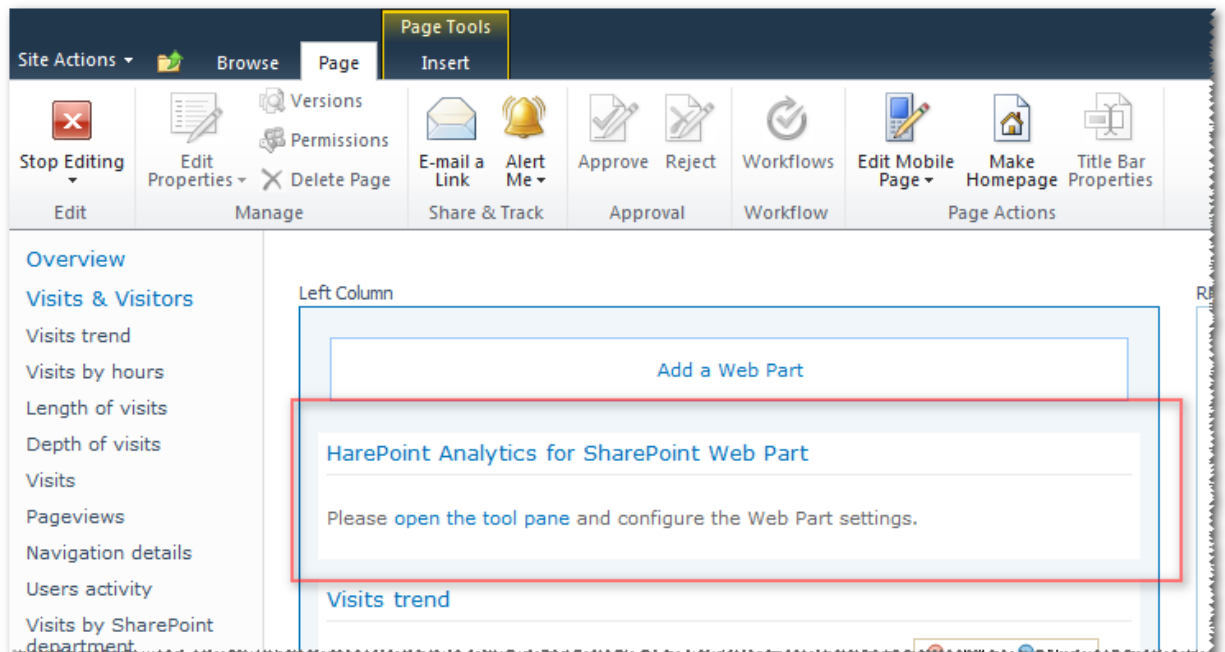 Page Tools
Site Actions Browse Page Insert
Stop Editing
Edit Properties
Versions
Permissions
Delete Page
E-mail a Link
Alert Me
Approve
Reject
Workflows
Edit Mobile Page
Make Homepage
Title Bar Properties
Edit
Manage
Share & Track
Approval
Workflow
Page Actions
Overview
Visits & Visitors
Visits trend
Visits by hours
Length of visits
Depth of visits
Visits
Pageviews
Navigation details
Users activity
Visits by SharePoint
department
Left Column
Add a Web Part
HarePoint Analytics for SharePoint Web Part
Please open the tool pane and configure the Web Part settings.
Visits trend